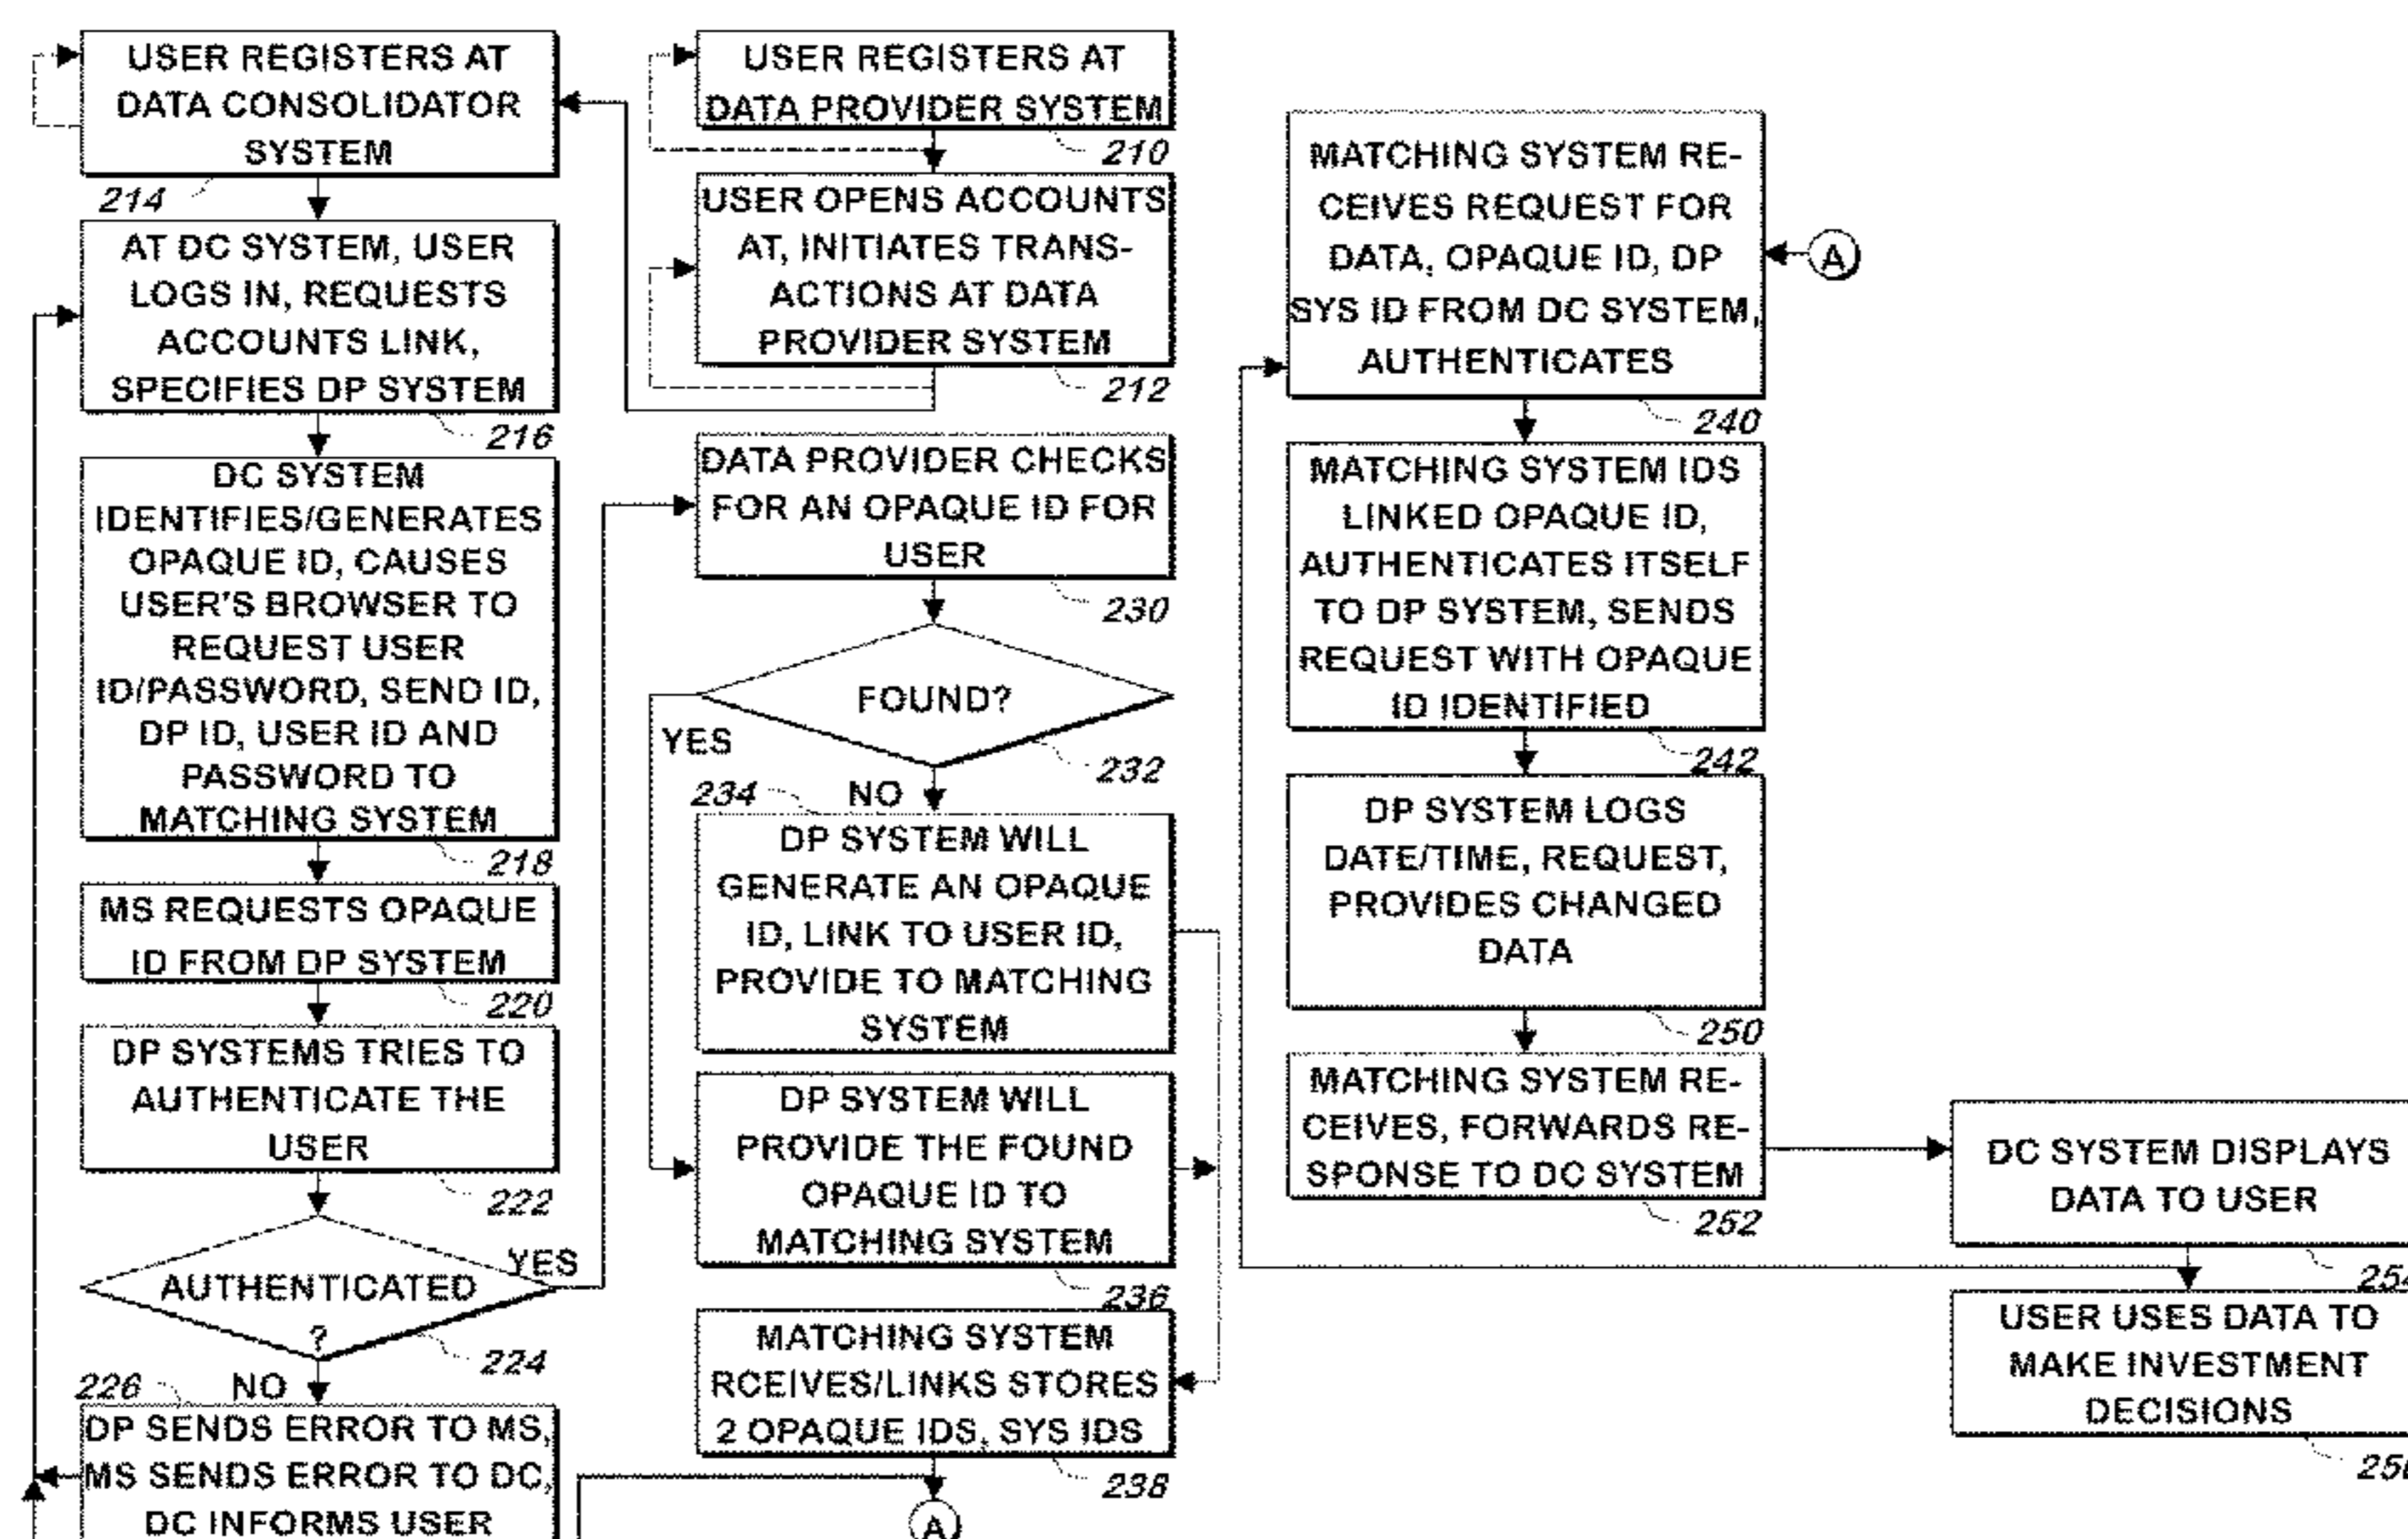 USER REGISTERS AT
DATA CONSOLIDATOR
SYSTEM
214
AT DC SYSTEM, USER
LOGS IN, REQUESTS
ACCOUNTS LINK,
SPECIFIES DP SYSTEM
216
DC SYSTEM
IDENTIFIES/GENERATES
OPAQUE ID, CAUSES
USER'S BROWSER TO
REQUEST USER
ID/PASSWORD, SEND ID,
DP ID, USER ID AND
PASSWORD TO
MATCHING SYSTEM
218
MS REQUESTS OPAQUE
ID FROM DP SYSTEM
220
DP SYSTEMS TRIES TO
AUTHENTICATE THE
USER
222
YES
AUTHENTICATED
?
224
226
NO
DP SENDS ERROR TO MS,
MS SENDS ERROR TO DC,
DC INFORMS USER
USER REGISTERS AT
DATA PROVIDER SYSTEM
210
USER OPENS ACCOUNTS
AT, INITIATES TRANS-
ACTIONS AT DATA
PROVIDER SYSTEM
212
DATA PROVIDER CHECKS
FOR AN OPAQUE ID FOR
USER
230
FOUND?
YES
232
234
NO
DP SYSTEM WILL
GENERATE AN OPAQUE
ID, LINK TO USER ID,
PROVIDE TO MATCHING
SYSTEM
DP SYSTEM WILL
PROVIDE THE FOUND
OPAQUE ID TO
MATCHING SYSTEM
236
MATCHING SYSTEM
RCEIVES/LINKS STORES
2 OPAQUE IDS, SYS IDS
238
A
MATCHING SYSTEM RE-
CEIVES REQUEST FOR
DATA, OPAQUE ID, DP
SYS ID FROM DC SYSTEM,
AUTHENTICATES
A
240
MATCHING SYSTEM IDS
LINKED OPAQUE ID,
AUTHENTICATES ITSELF
TO DP SYSTEM, SENDS
REQUEST WITH OPAQUE
ID IDENTIFIED
242
DP SYSTEM LOGS
DATE/TIME, REQUEST,
PROVIDES CHANGED
DATA
250
MATCHING SYSTEM RE-
CEIVES, FORWARDS RE-
SPONSE TO DC SYSTEM
252
DC SYSTEM DISPLAYS
DATA TO USER
USER USES DATA TO
MAKE INVESTMENT
DECISIONS